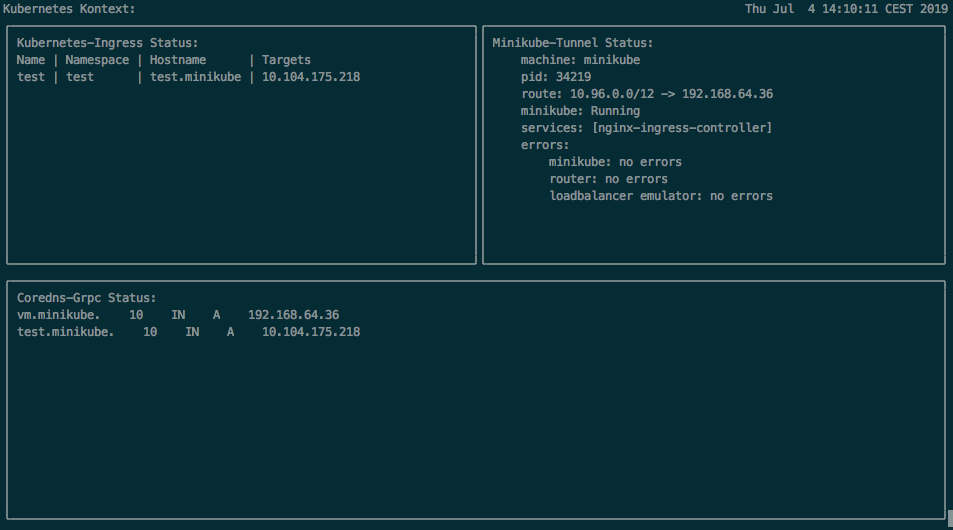 Kubernetes Kontext:
Thu Jul  4 14:10:11 CEST 2019
Kubernetes-Ingress Status:
Name | Namespace | Hostname      | Targets
test | test      | test.minikube | 10.104.175.218
Minikube-Tunnel Status:
    machine: minikube
    pid: 34219
    route: 10.96.0.0/12 -> 192.168.64.36
    minikube: Running
    services: [nginx-ingress-controller]
    errors:
        minikube: no errors
        router: no errors
        loadbalancer emulator: no errors
Coredns-Grpc Status:
vm.minikube.    10    IN    A    192.168.64.36
test.minikube.    10    IN    A    10.104.175.218